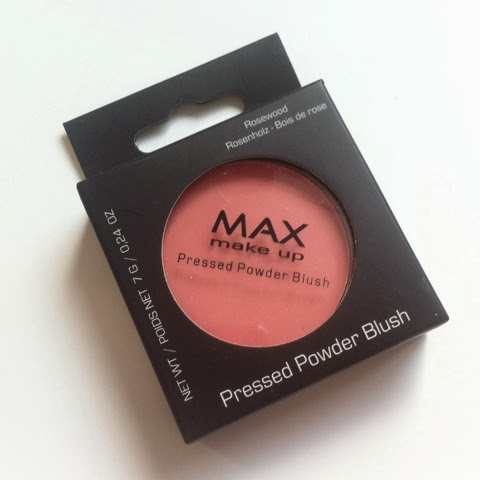 Rosewood
Rosenholz - Bois de rose
MAX
make up
Pressed Powder Blush
NET WT / POIDS NET 7 G / 0,24 OZ
Pressed Powder Blush